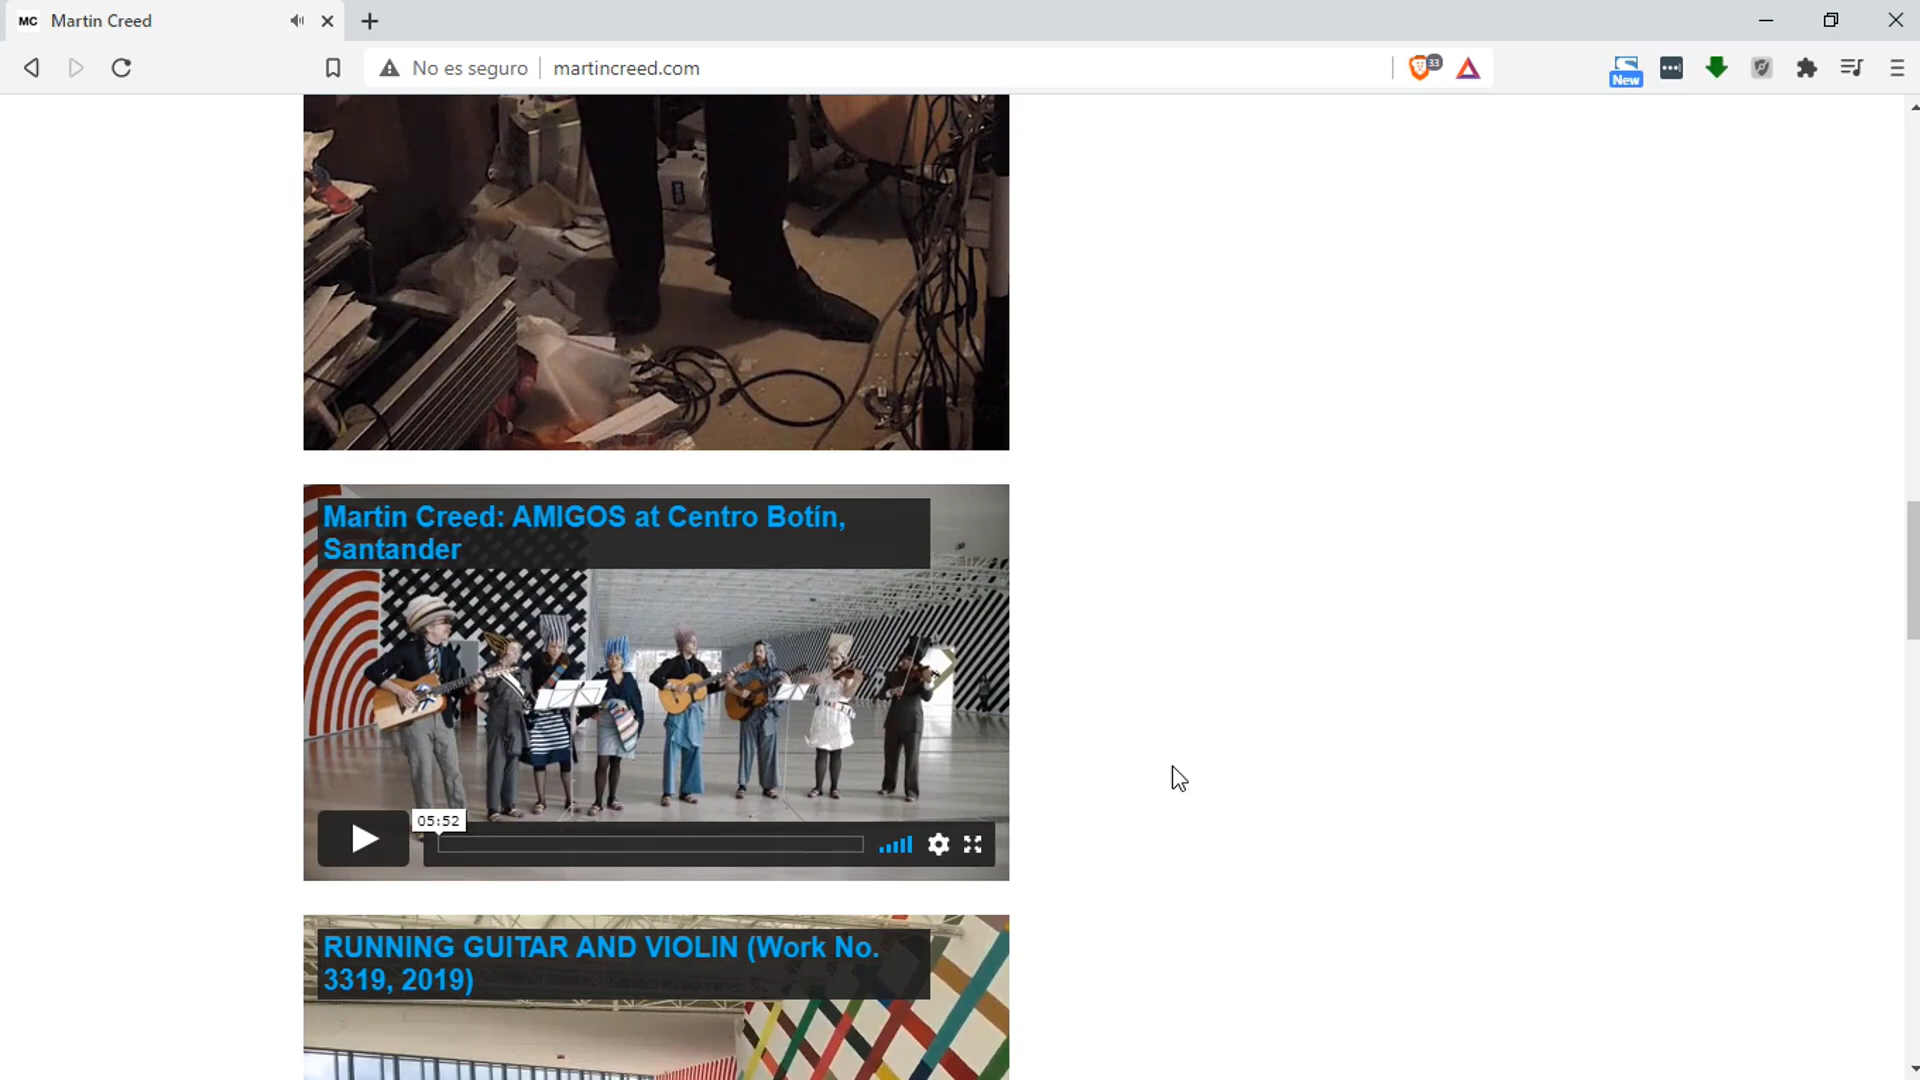 MC Martin Creed
No es seguro martincreed.com
33
New
Martin Creed: AMIGOS at Centro Botín,
Santander
05:52
RUNNING GUITAR AND VIOLIN (Work No.
3319, 2019)